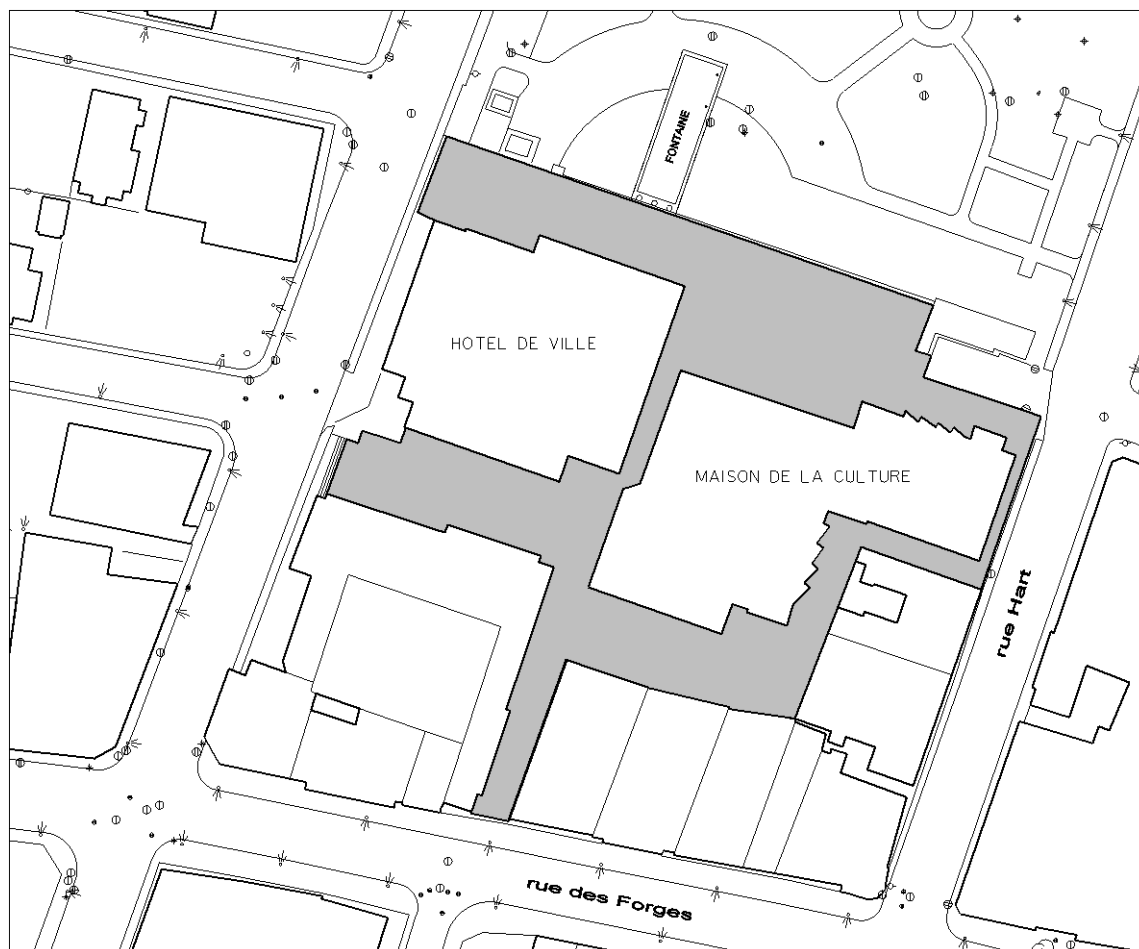 FONTAINE
HOTEL DE VILLE
MAISON DE LA CULTURE
rue Hart
rue des Forges